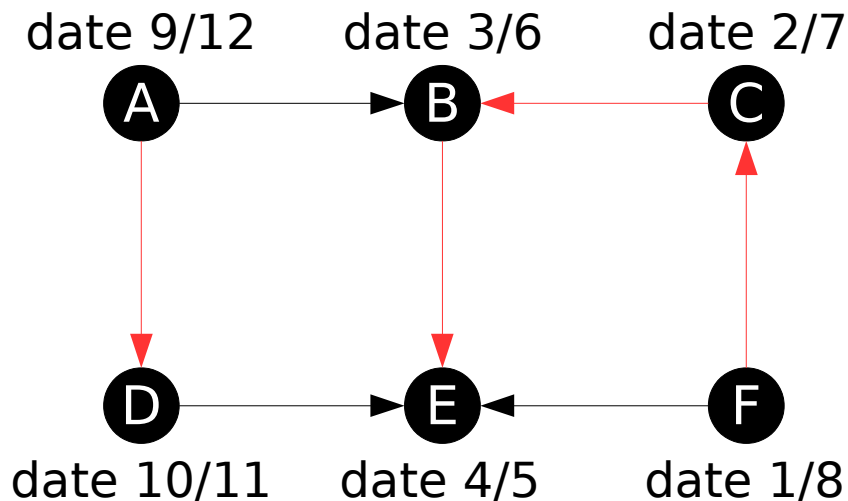 date 9/12 date 3/6 date 2/7
A B C
D E F
date 10/11 date 4/5 date 1/8